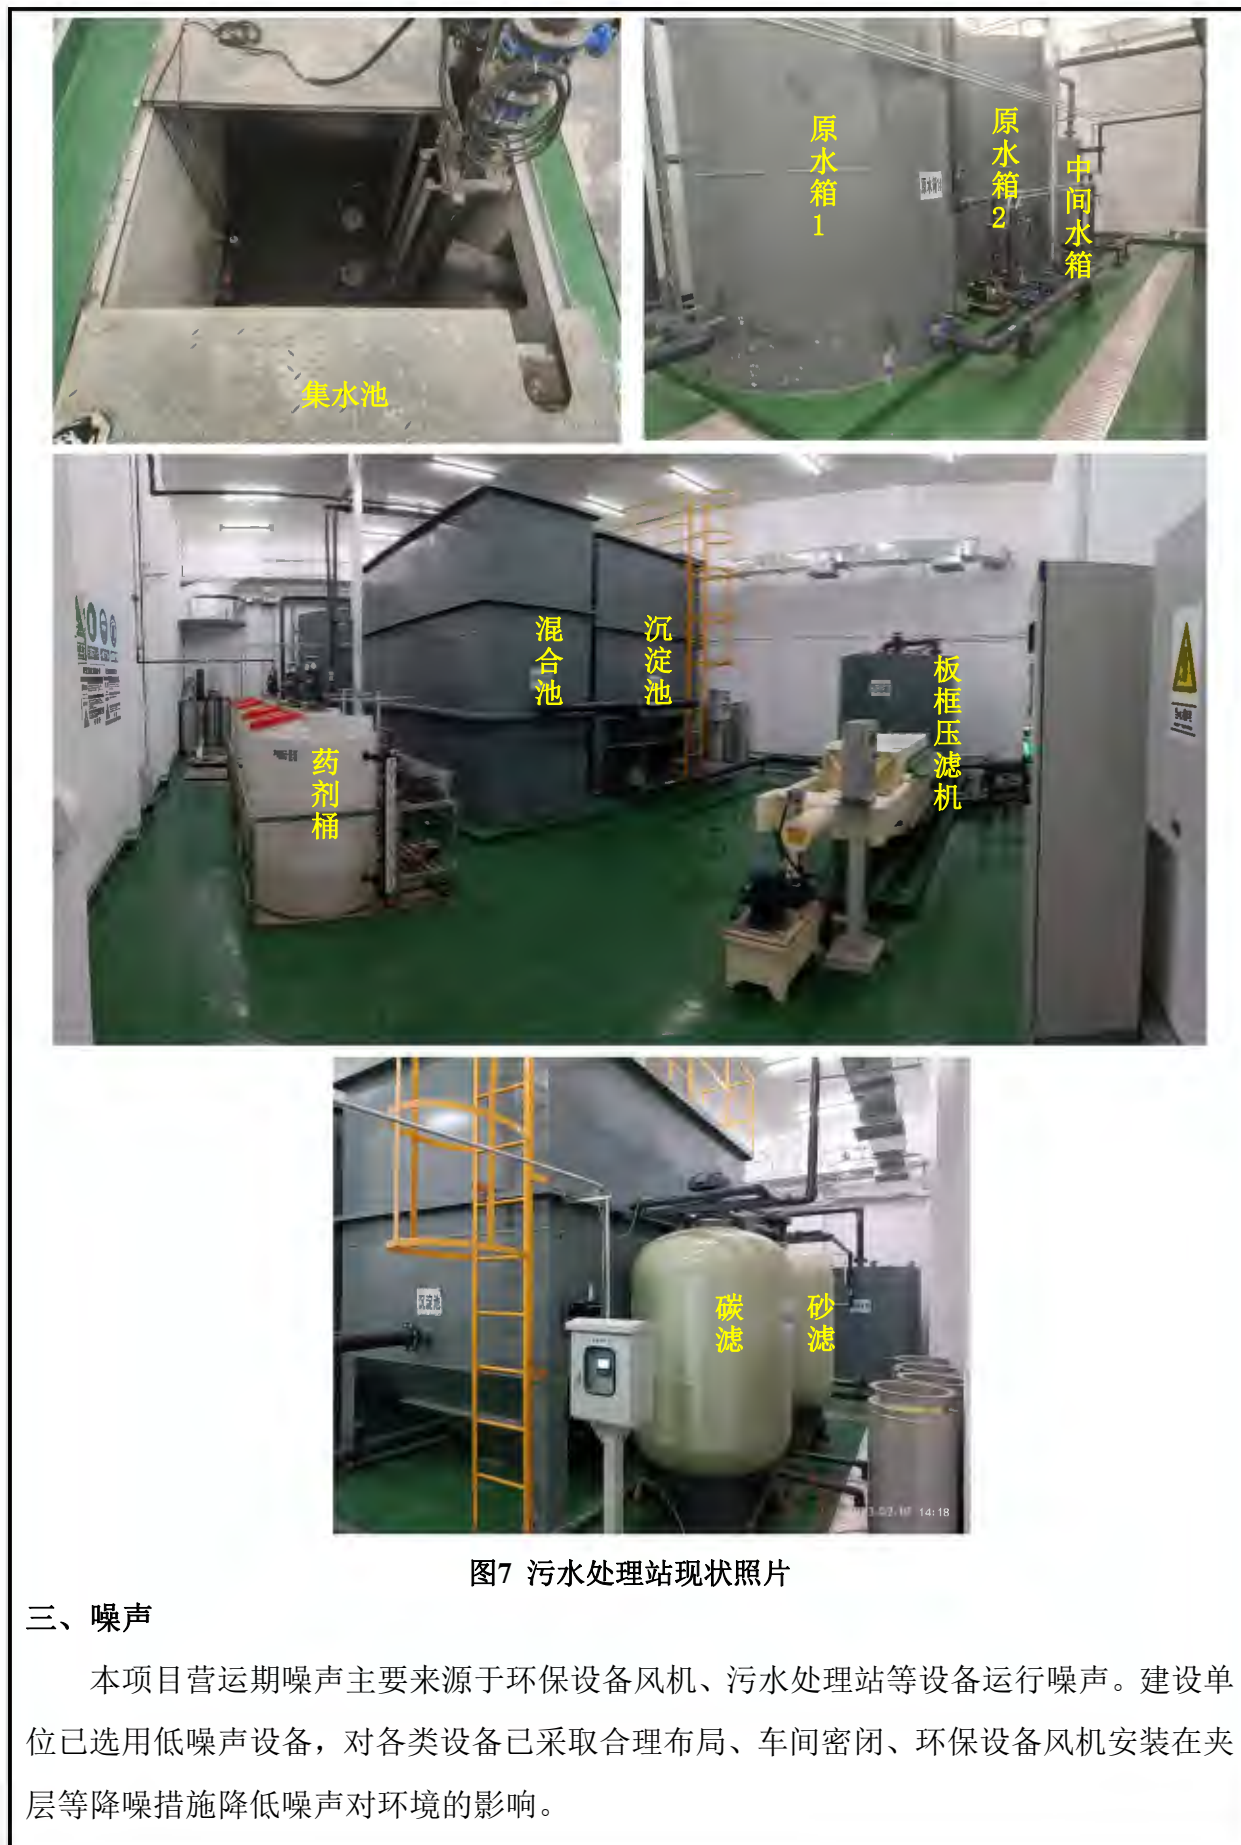 原水箱1
原水箱2
中间水箱
集水池
混合池
沉淀池
板框压滤机
药剂桶
沉淀池
碳滤
砂滤
14:18
图7 污水处理站现状照片
三、噪声
本项目营运期噪声主要来源于环保设备风机、污水处理站等设备运行噪声。建设单
位已选用低噪声设备，对各类设备已采取合理布局、车间密闭、环保设备风机安装在夹
层等降噪措施降低噪声对环境的影响。